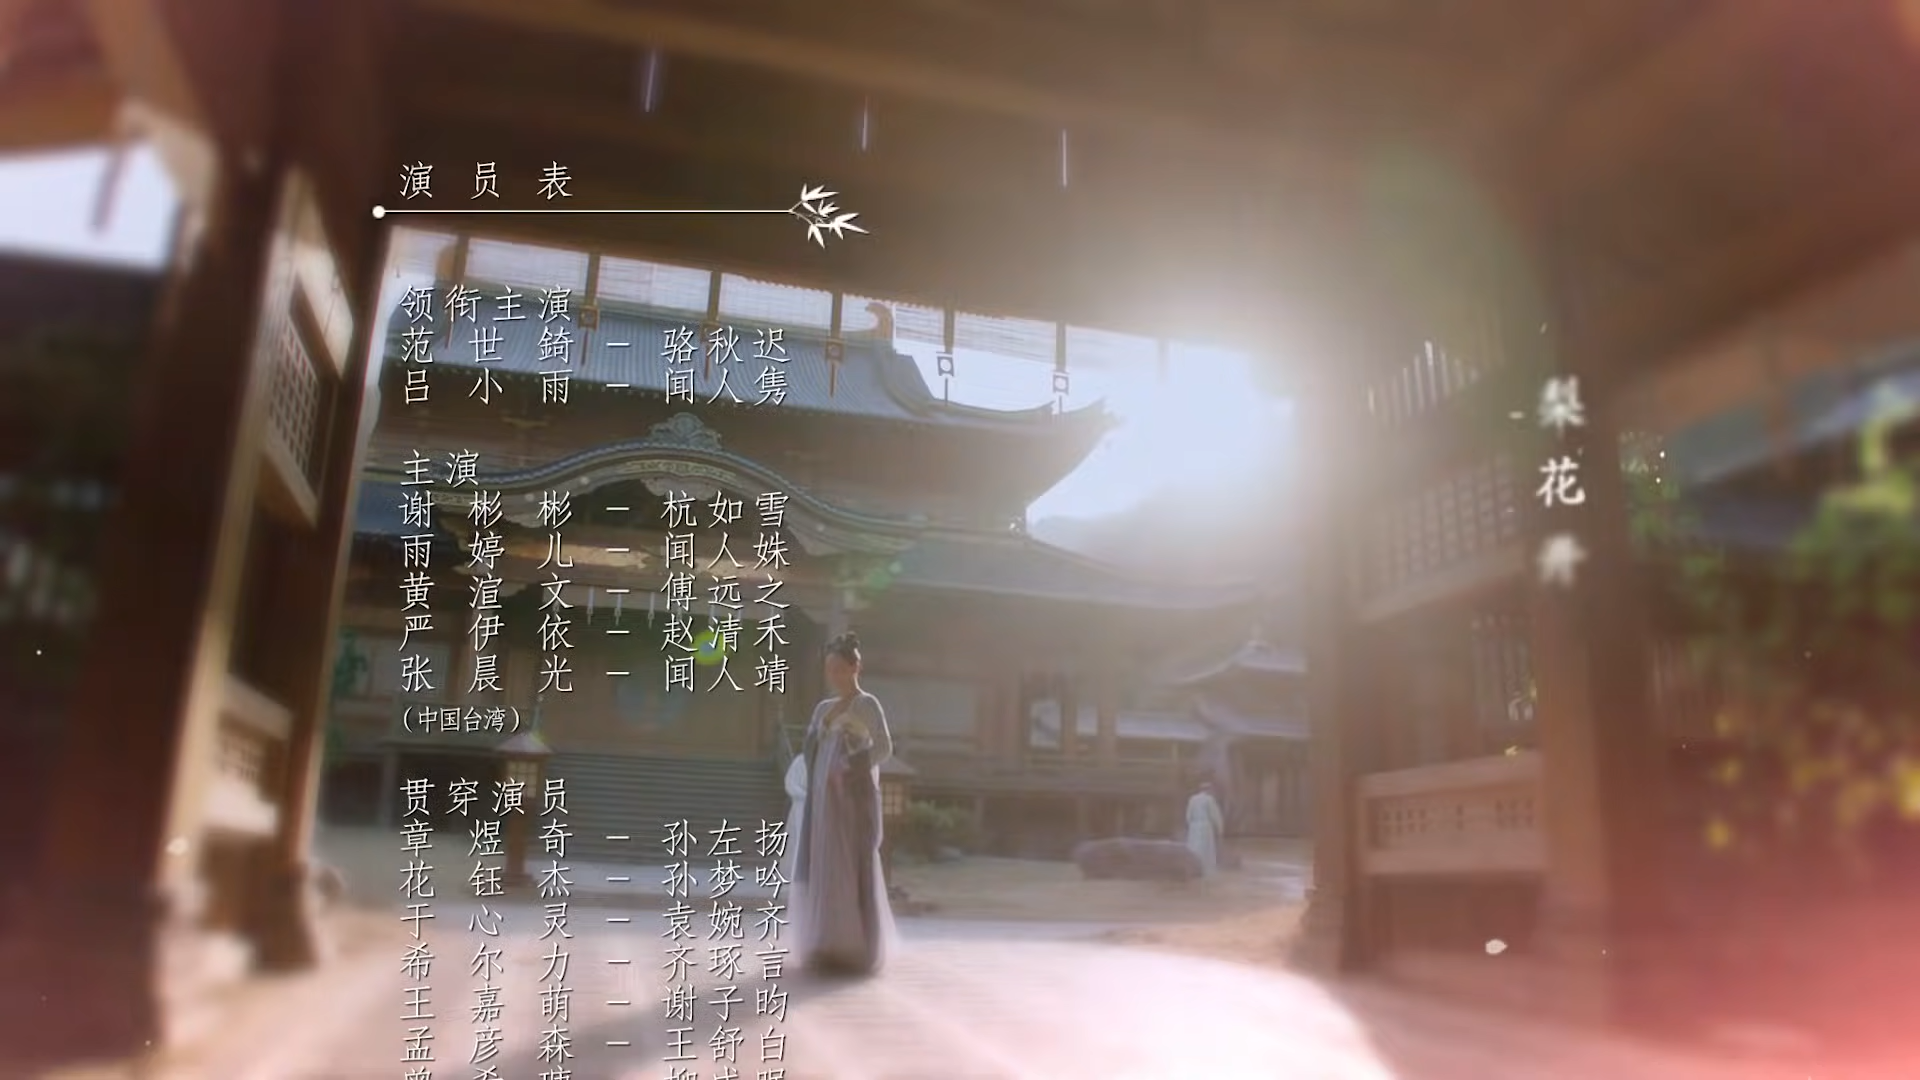 演员表
领衔主演
范世錡 — 骆秋迟
吕小雨 — 闻人隽
主演
谢彬彬 — 杭如雪
雨婷儿 — 闻人姝
黄渲文 — 傅远之
严伊依 — 赵清禾
张晨光 — 闻人靖
（中国台湾）
贯穿演员
章煜奇 — 孙左扬
花钰杰 — 孙梦吟
于心灵 — 袁婉齐
希尔力 — 齐琢言
王嘉萌 — 谢子昀
孟彦森 — 王舒白
梨花